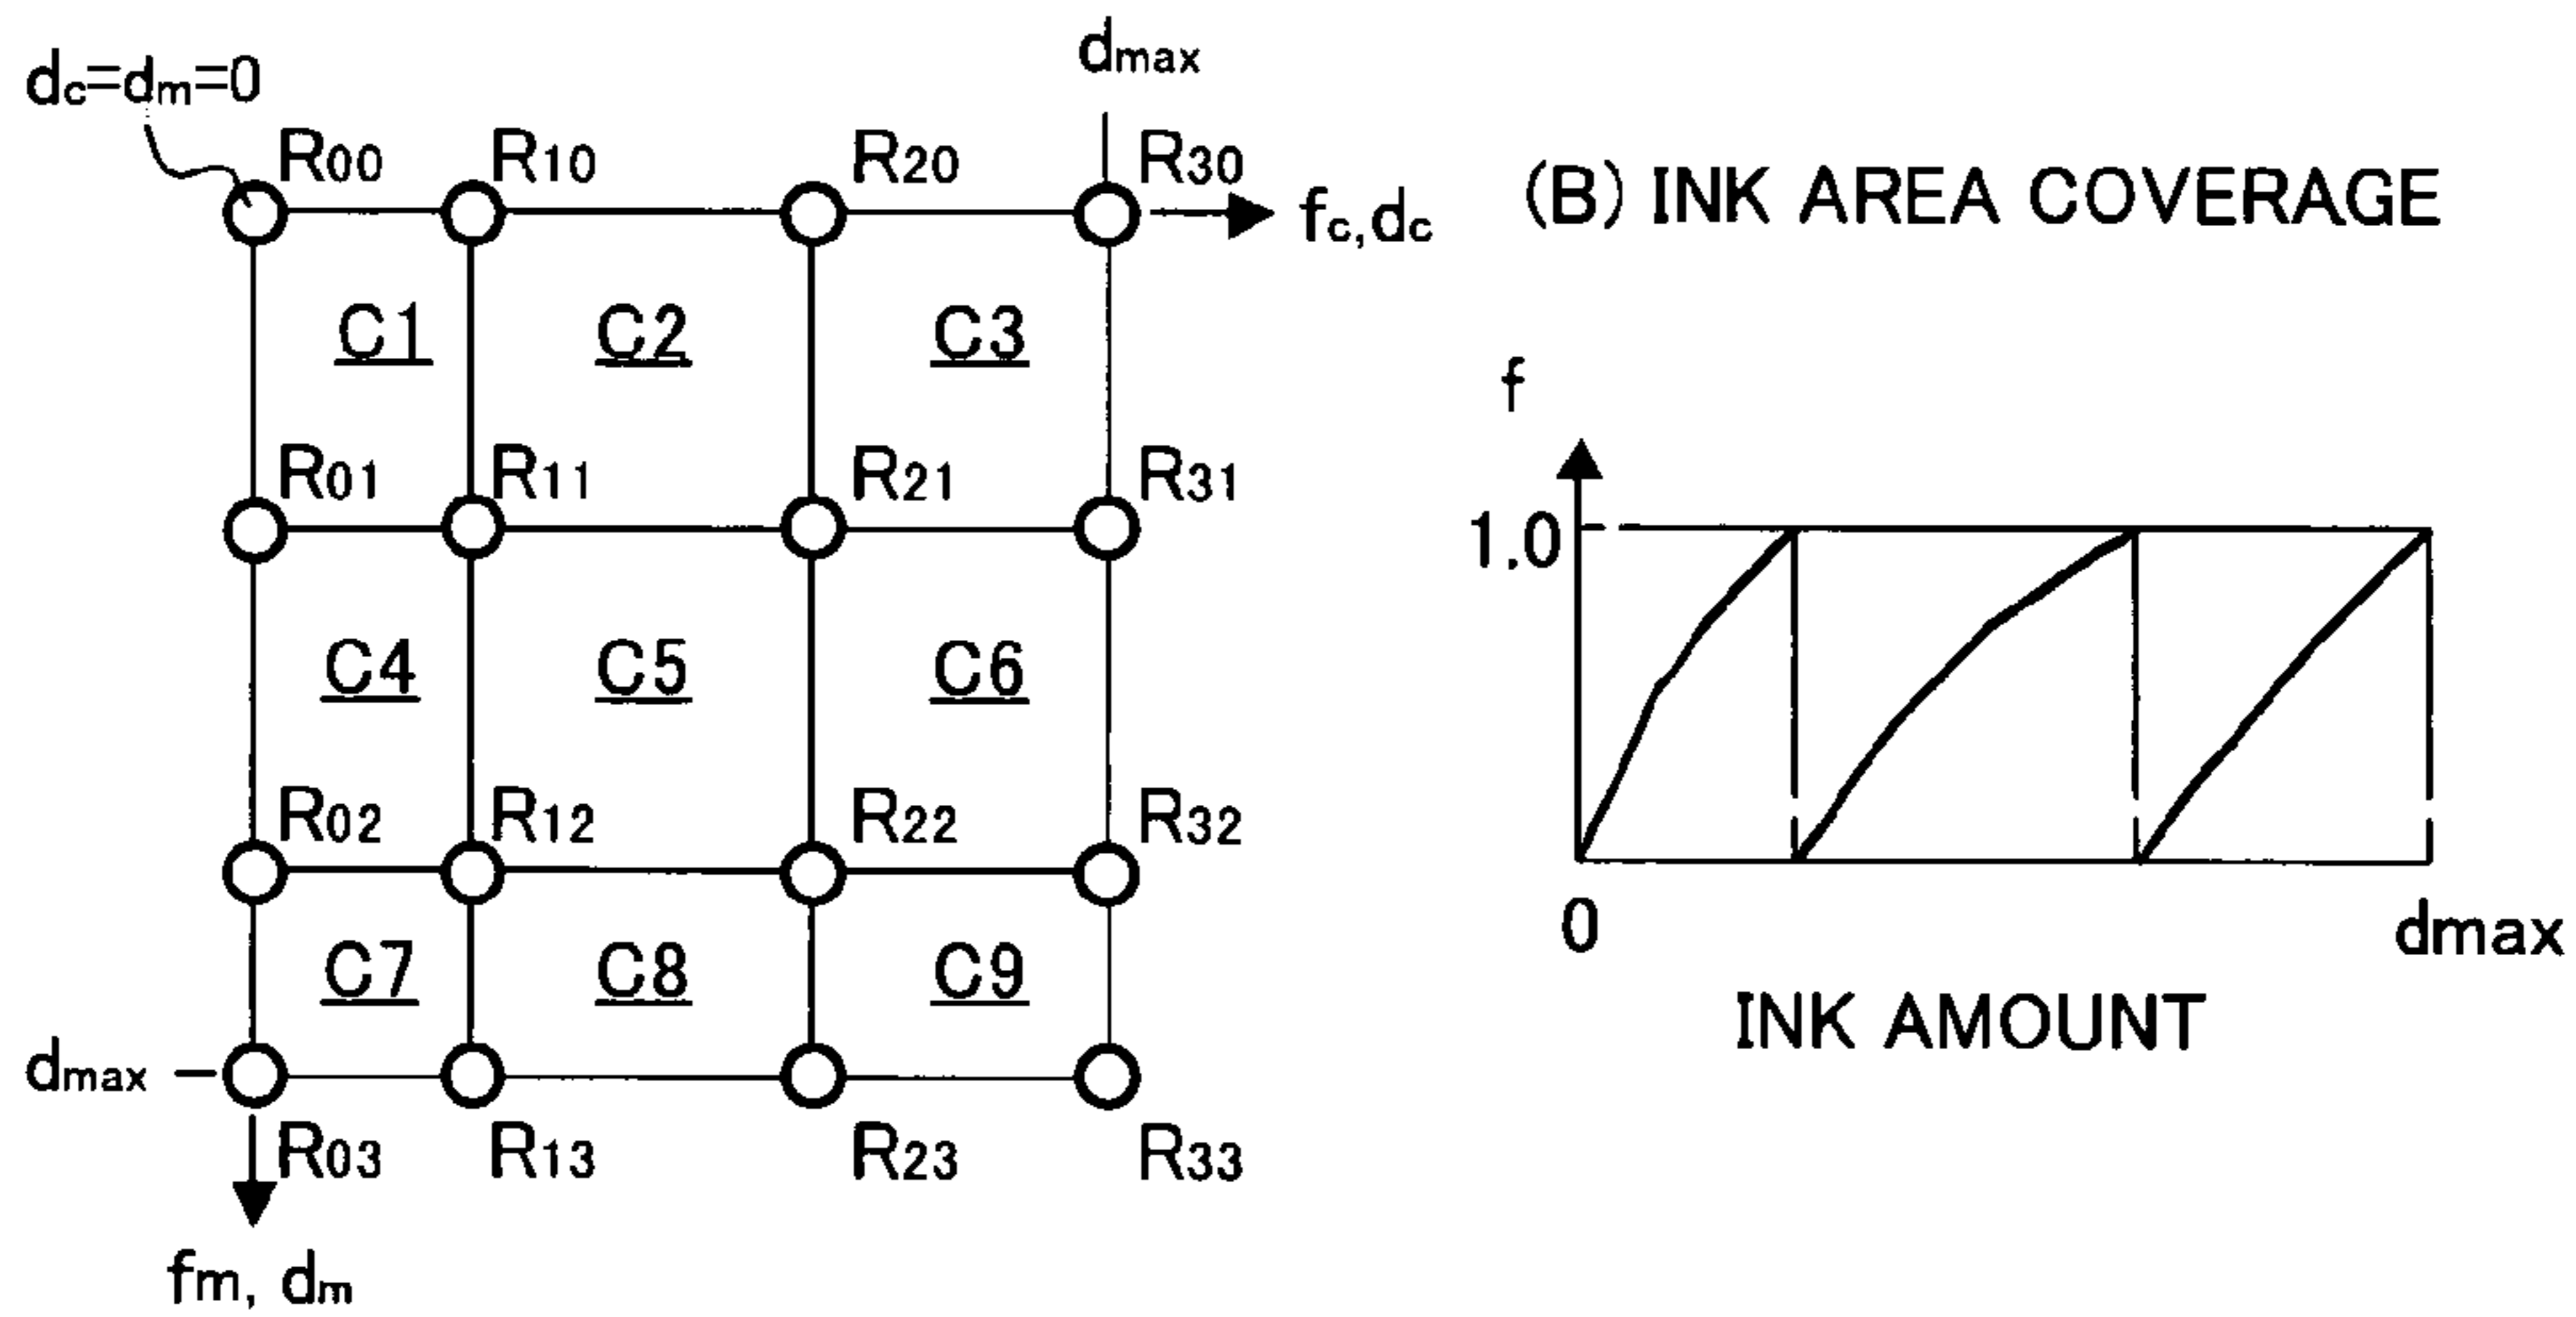 dmax
dc=dm=0
R00 R10 R20 R30
fc,dc
C1 C2 C3
R01 R11 R21 R31
C4 C5 C6
R02 R12 R22 R32
C7 C8 C9
dmax
R03 R13 R23 R33
fm, dm
(B) INK AREA COVERAGE
f
1.0
0
dmax
INK AMOUNT